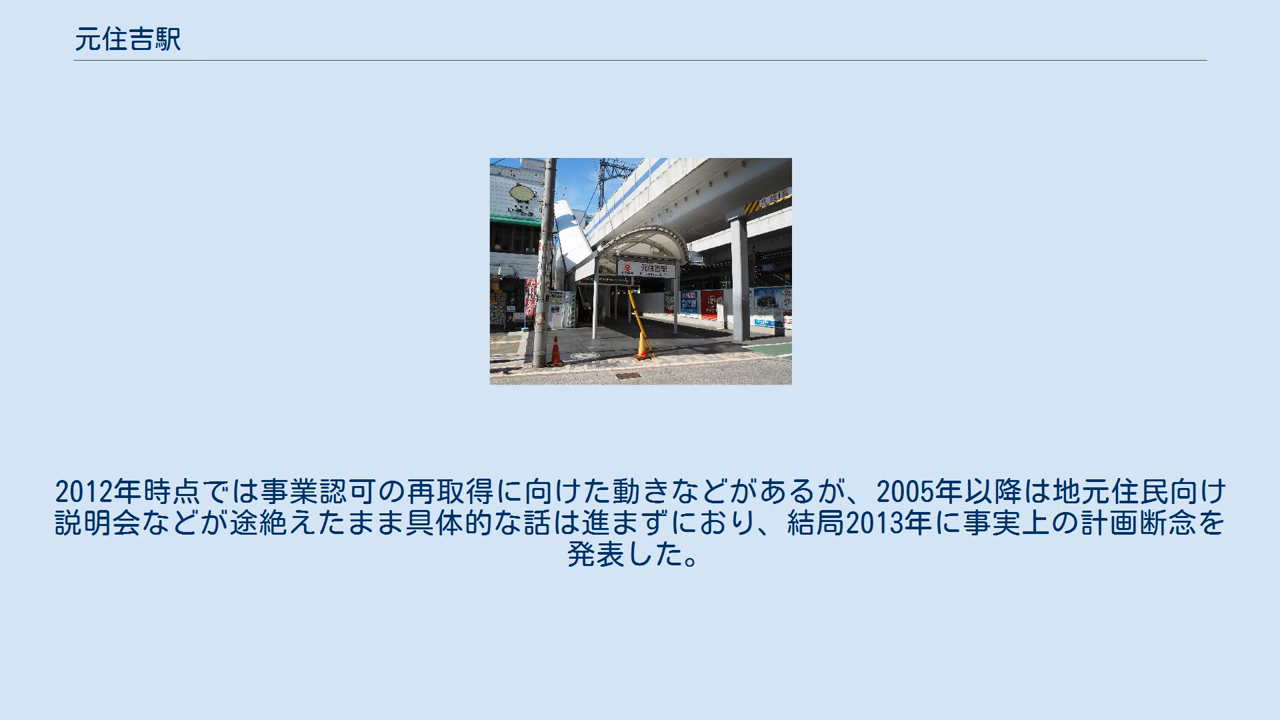 元住吉駅
元住吉駅
2012年時点では事業認可の再取得に向けた動きなどがあるが、2005年以降は地元住民向け
説明会などが途絶えたまま具体的な話は進まずにおり、結局2013年に事実上の計画断念を
発表した。